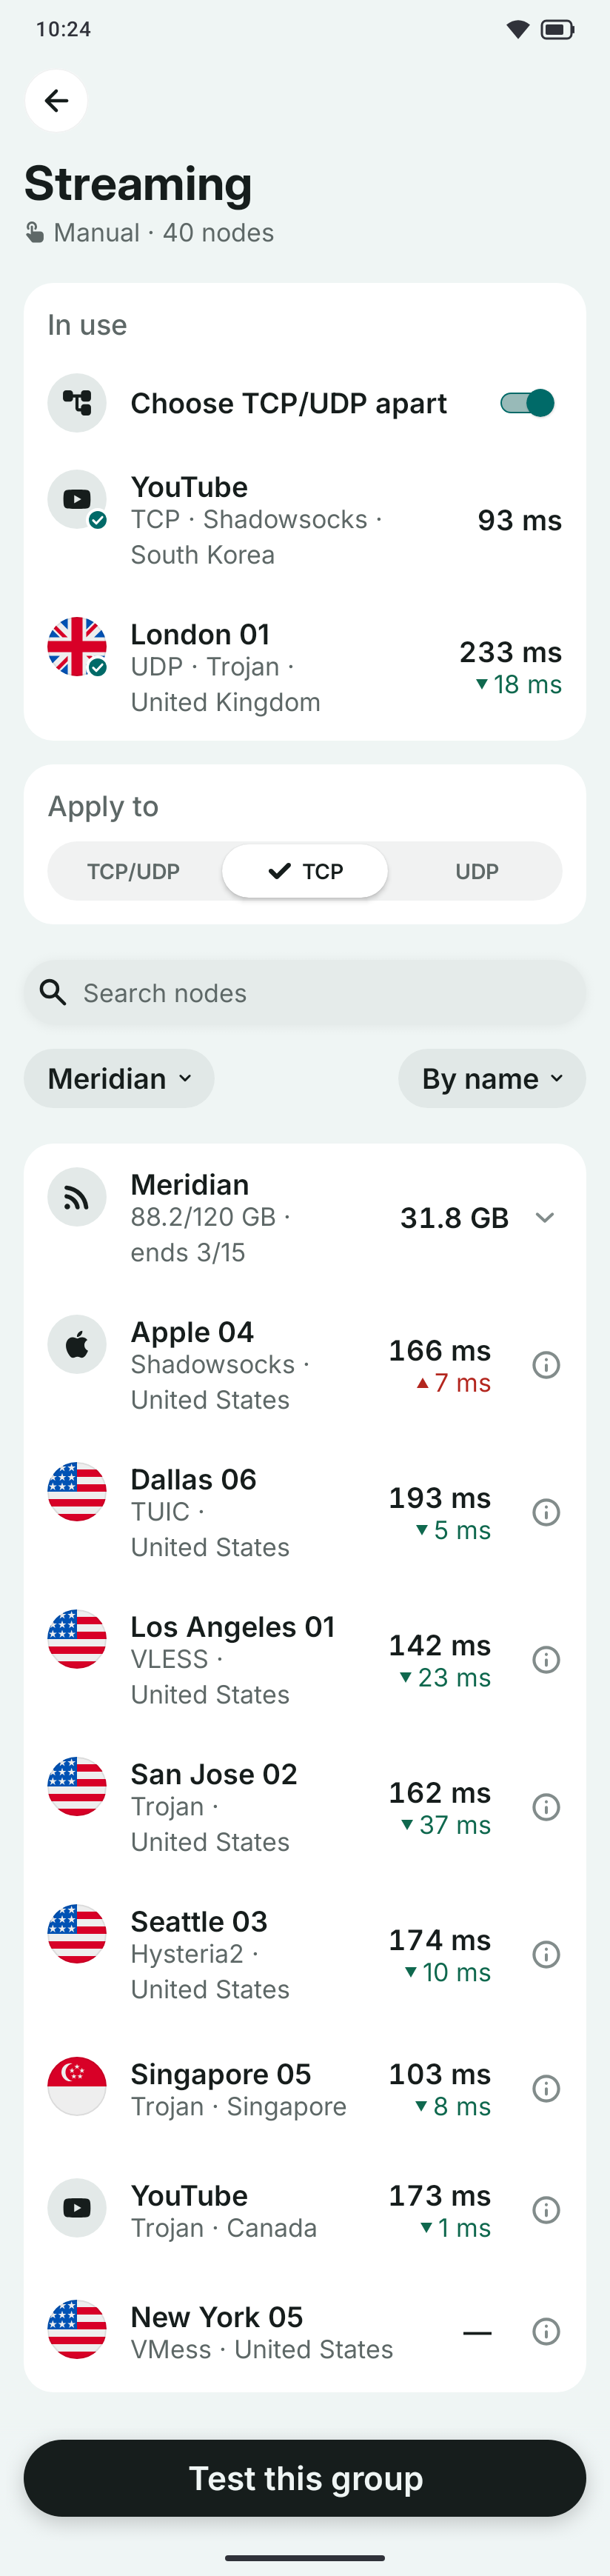 10:24
Streaming
Manual · 40 nodes
In use
Choose TCP/UDP apart
YouTube
TCP · Shadowsocks ·
South Korea
93 ms
London 01
UDP · Trojan ·
United Kingdom
233 ms
▼ 18 ms
Apply to
TCP/UDP
TCP
UDP
Search nodes
Meridian
By name
Meridian
88.2/120 GB ·
ends 3/15
31.8 GB
Apple 04
Shadowsocks ·
United States
166 ms
▲ 7 ms
Dallas 06
TUIC ·
United States
193 ms
▼ 5 ms
Los Angeles 01
VLESS ·
United States
142 ms
▼ 23 ms
San Jose 02
Trojan ·
United States
162 ms
▼ 37 ms
Seattle 03
Hysteria2 ·
United States
174 ms
▼ 10 ms
Singapore 05
Trojan · Singapore
103 ms
▼ 8 ms
YouTube
Trojan · Canada
173 ms
▼ 1 ms
New York 05
VMess · United States
—
Test this group